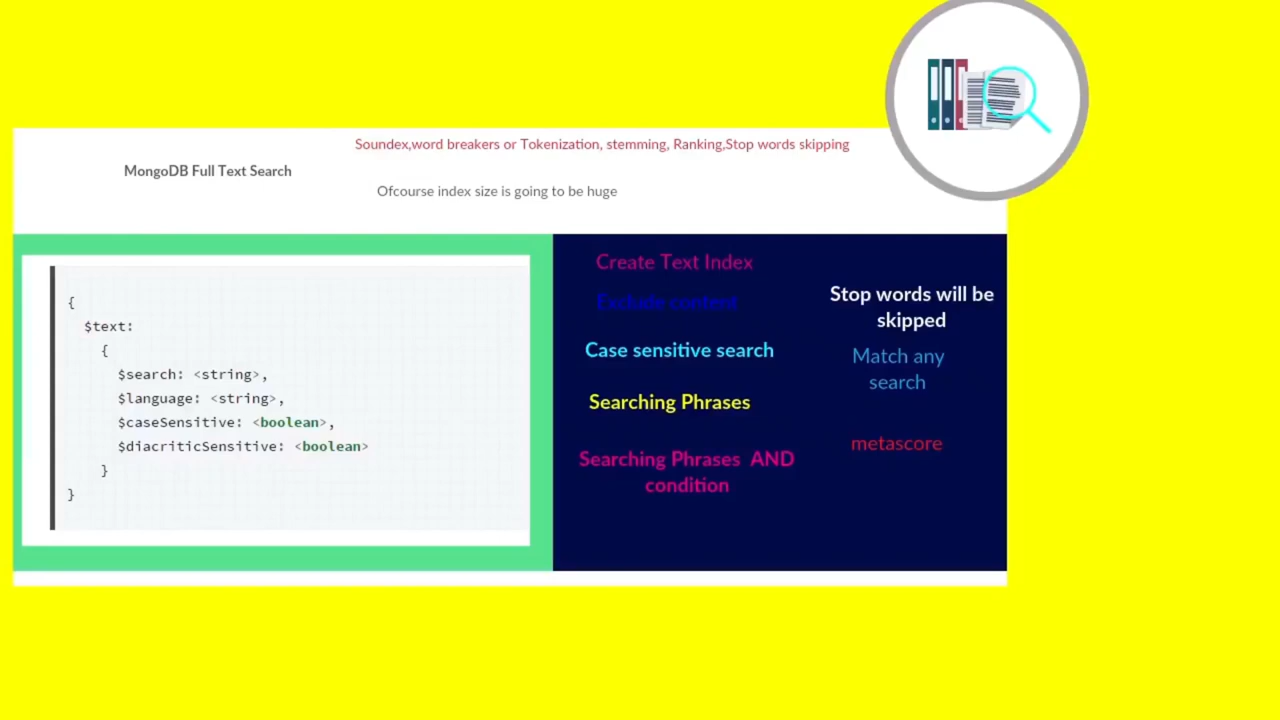 Soundex,word breakers or Tokenization, stemming, Ranking,Stop words skipping
MongoDB Full Text Search
Ofcourse index size is going to be huge
{
$text:
{
$search: <string>,
$language: <string>,
$caseSensitive: <boolean>,
$diacriticSensitive: <boolean>
}
}
Create Text Index
Exclude content
Case sensitive search
Searching Phrases
Searching Phrases AND
condition
Stop words will be
skipped
Match any
search
metascore